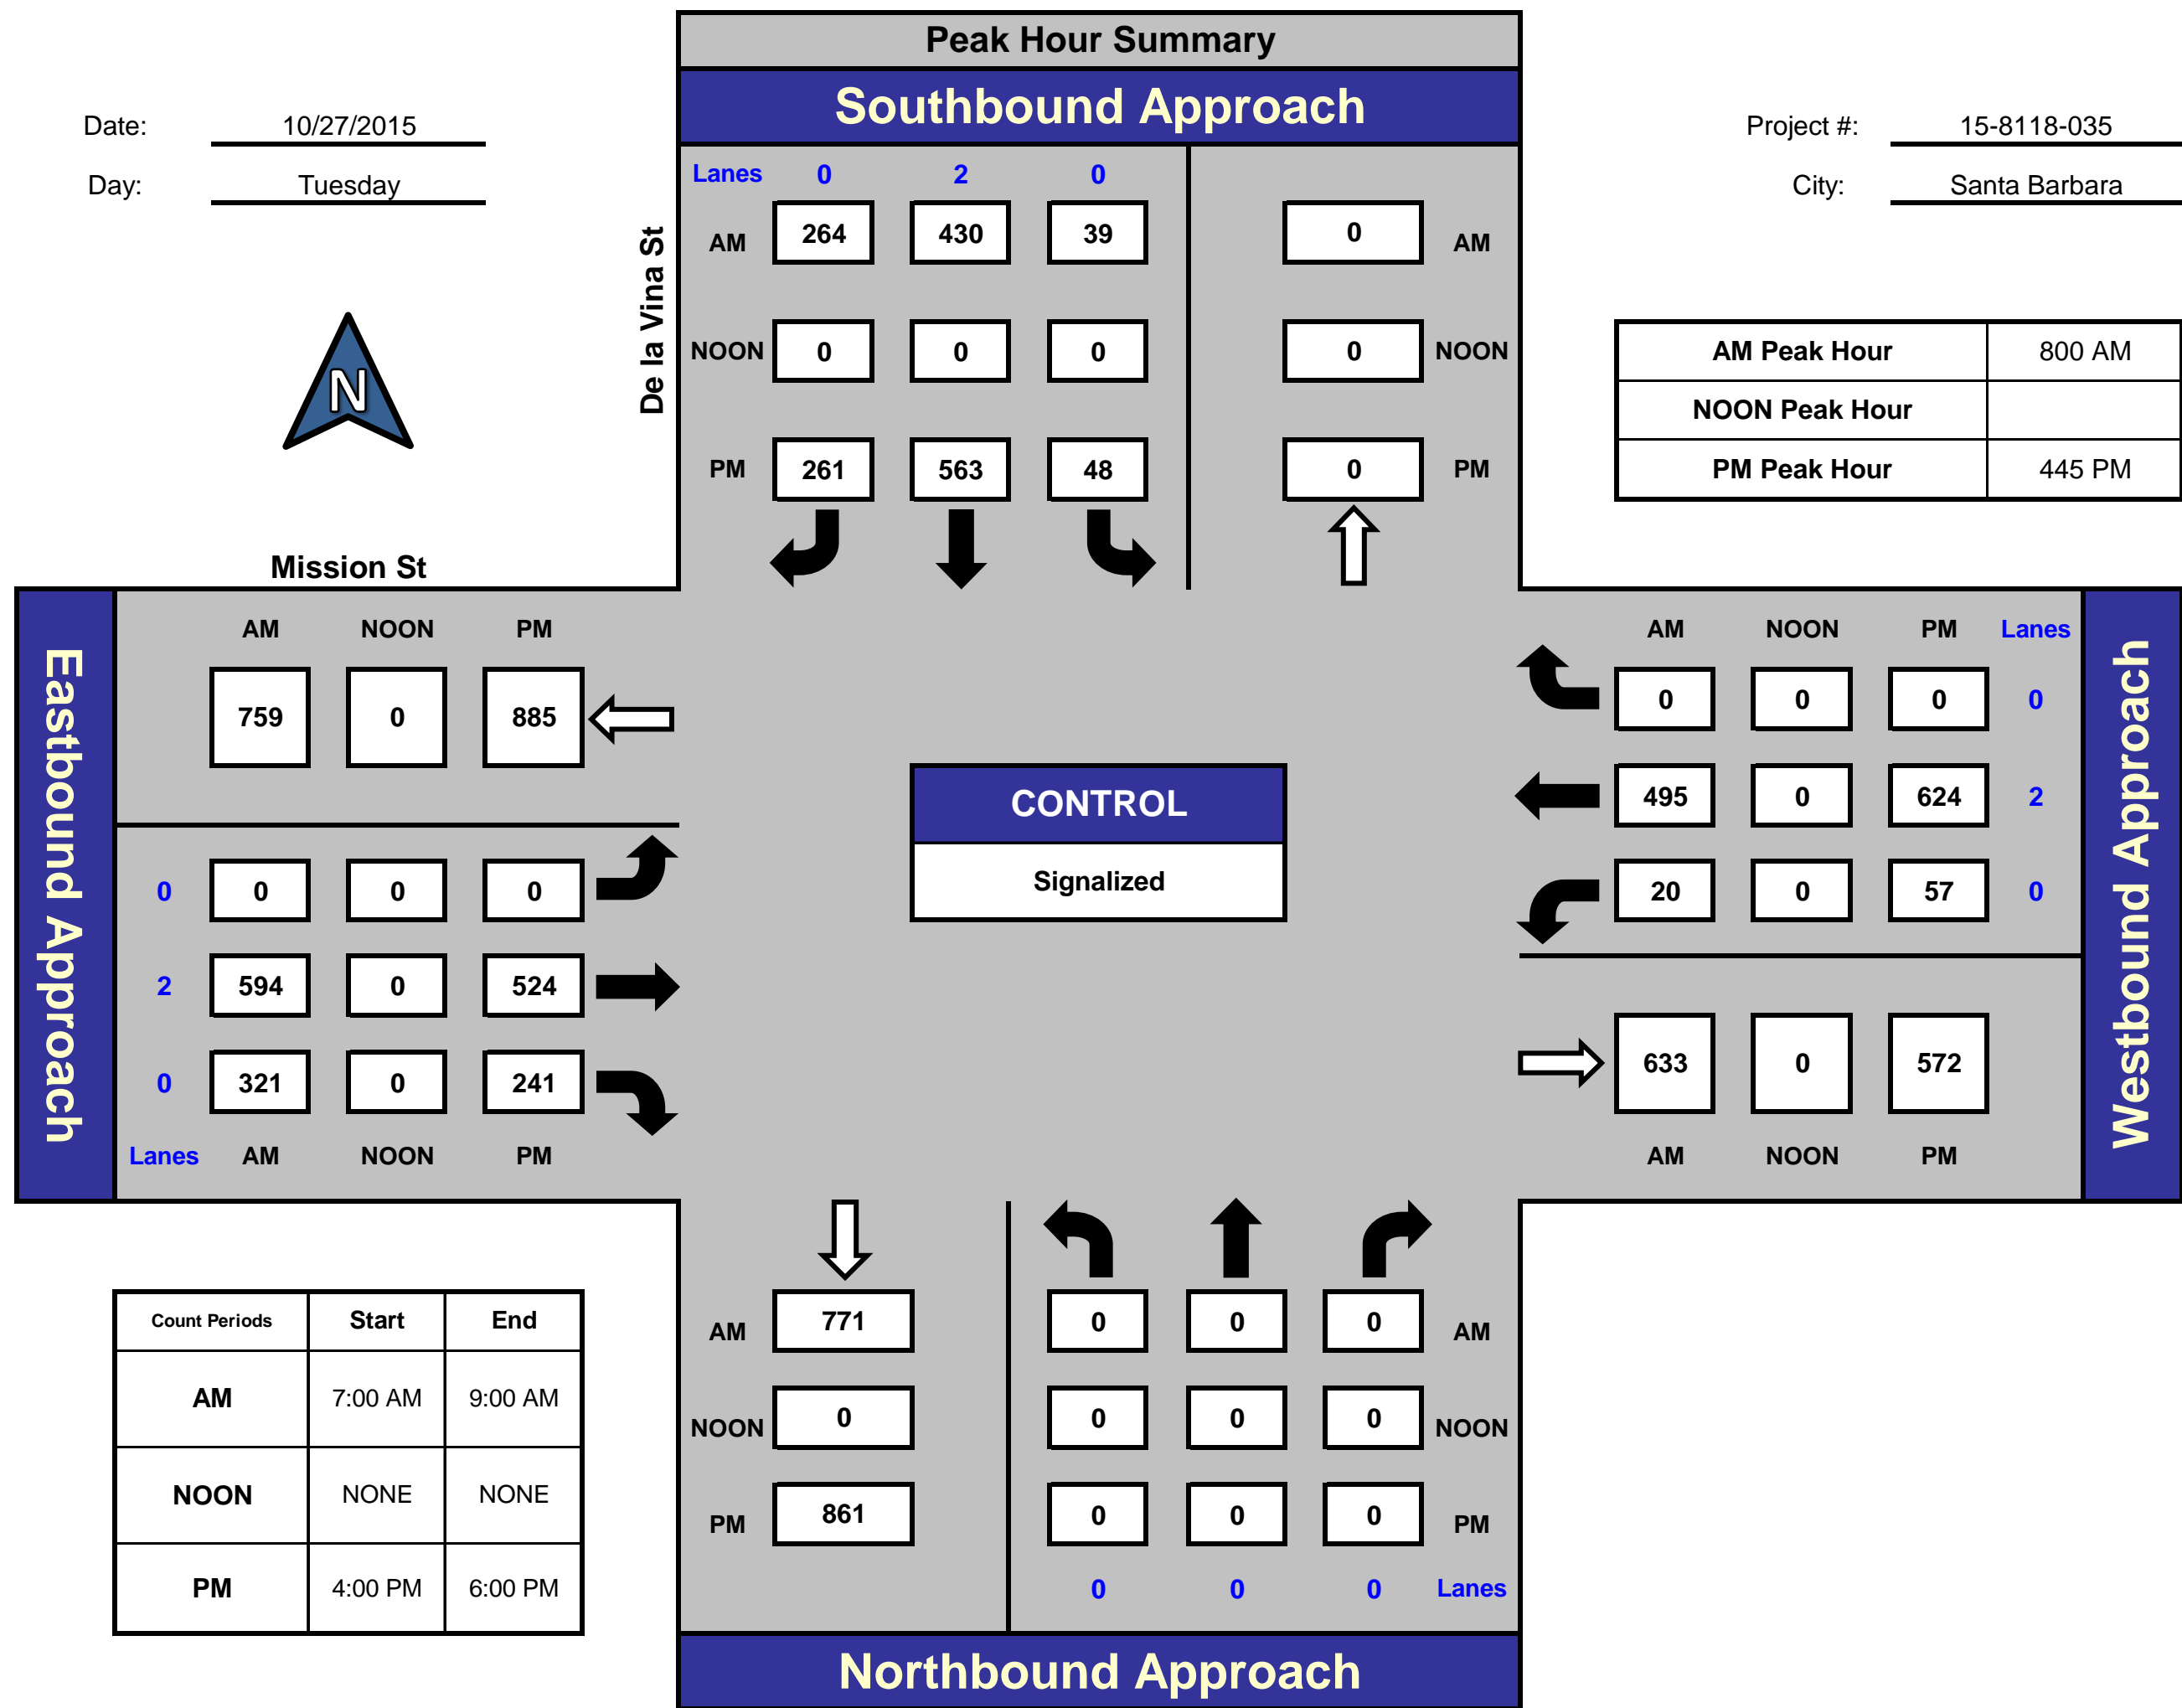 Peak Hour Summary
Southbound Approach
Date: 10/27/2015
Project #: 15-8118-035
Day: Tuesday
City: Santa Barbara
Lanes 0 2 0
De la Vina St
AM 264 430 39 0 AM
NOON 0 0 0 0 NOON
PM 261 563 48 0 PM
N
AM Peak Hour 800 AM
NOON Peak Hour
PM Peak Hour 445 PM
Mission St
Eastbound Approach
AM NOON PM
759 0 885
0 0 0 0
2 594 0 524
0 321 0 241
Lanes AM NOON PM
CONTROL
Signalized
AM NOON PM Lanes
0 0 0 0
495 0 624 2
20 0 57 0
633 0 572
AM NOON PM
Westbound Approach
Count Periods Start End
AM 7:00 AM 9:00 AM
NOON NONE NONE
PM 4:00 PM 6:00 PM
AM 771 0 0 0 AM
NOON 0 0 0 0 NOON
PM 861 0 0 0 PM
0 0 0 Lanes
Northbound Approach